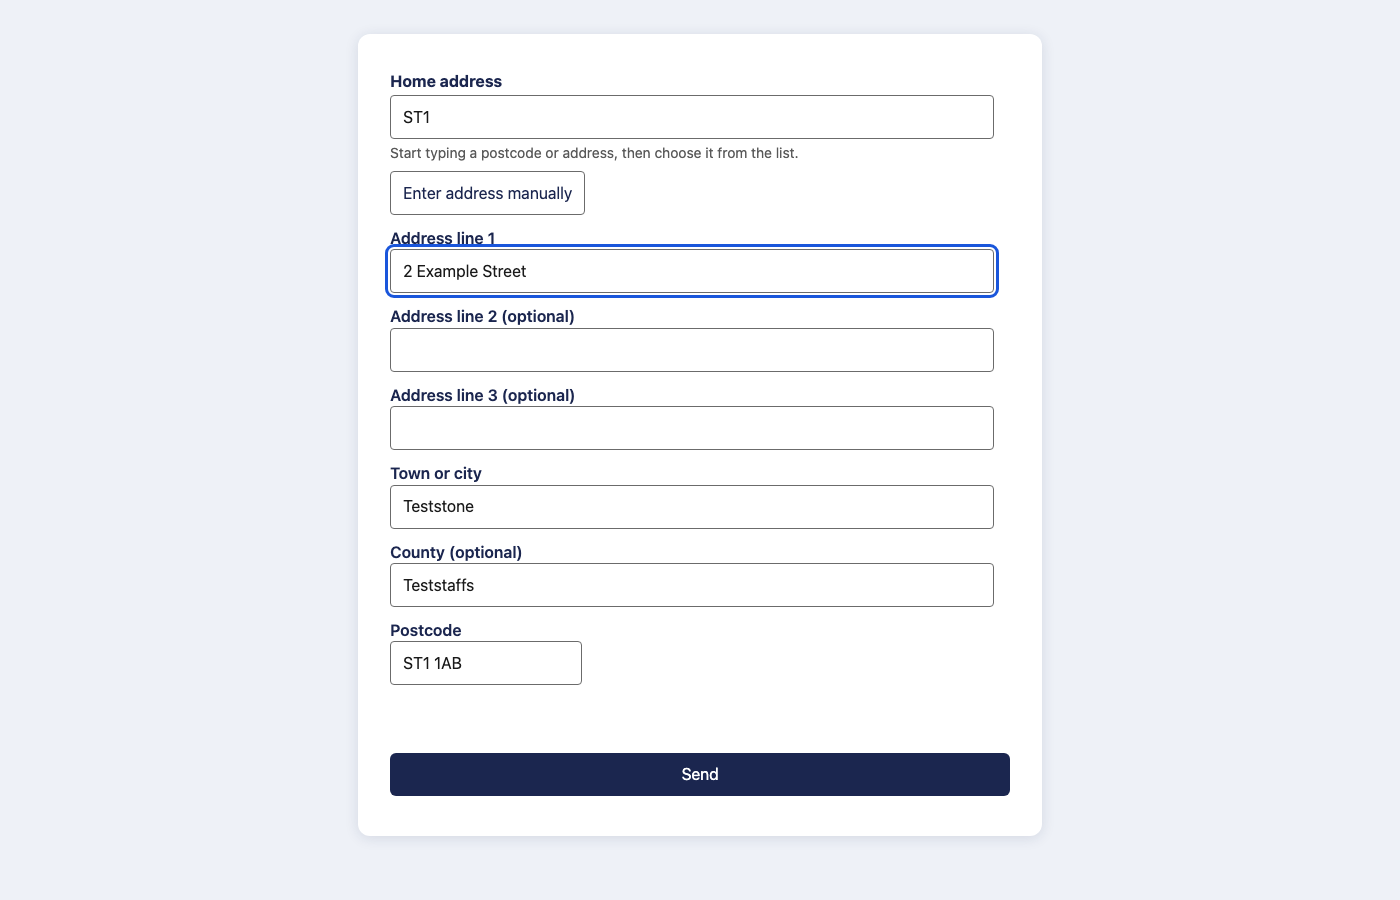 Home address
ST1
Start typing a postcode or address, then choose it from the list.
Enter address manually
Address line 1
2 Example Street
Address line 2 (optional)
Address line 3 (optional)
Town or city
Teststone
County (optional)
Teststaffs
Postcode
ST1 1AB
Send